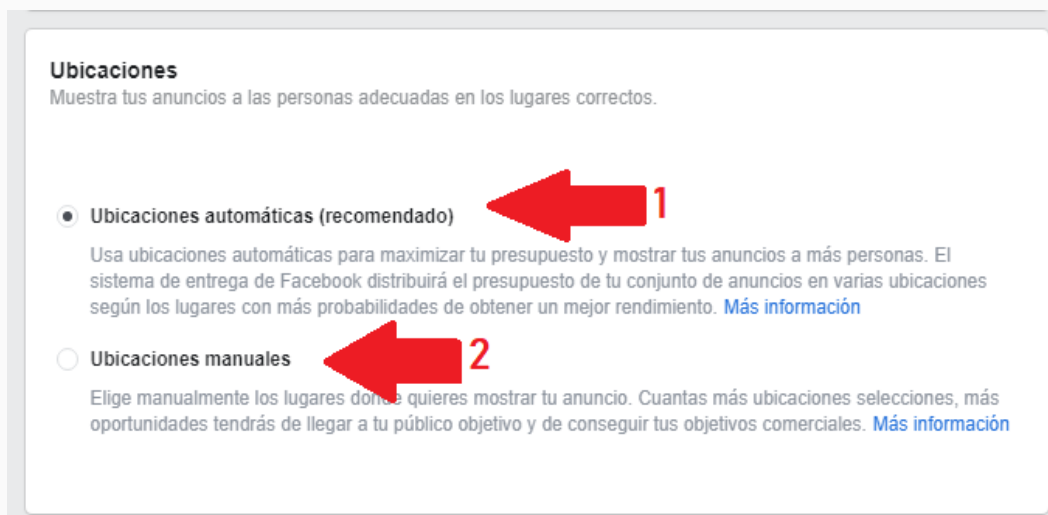 Ubicaciones
Muestra tus anuncios a las personas adecuadas en los lugares correctos.
Ubicaciones automáticas (recomendado)
1
Usa ubicaciones automáticas para maximizar tu presupuesto y mostrar tus anuncios a más personas. El
sistema de entrega de Facebook distribuirá el presupuesto de tu conjunto de anuncios en varias ubicaciones
según los lugares con más probabilidades de obtener un mejor rendimiento. Más información
Ubicaciones manuales
2
Elige manualmente los lugares donde quieres mostrar tu anuncio. Cuantas más ubicaciones selecciones, más
oportunidades tendrás de llegar a tu público objetivo y de conseguir tus objetivos comerciales. Más información